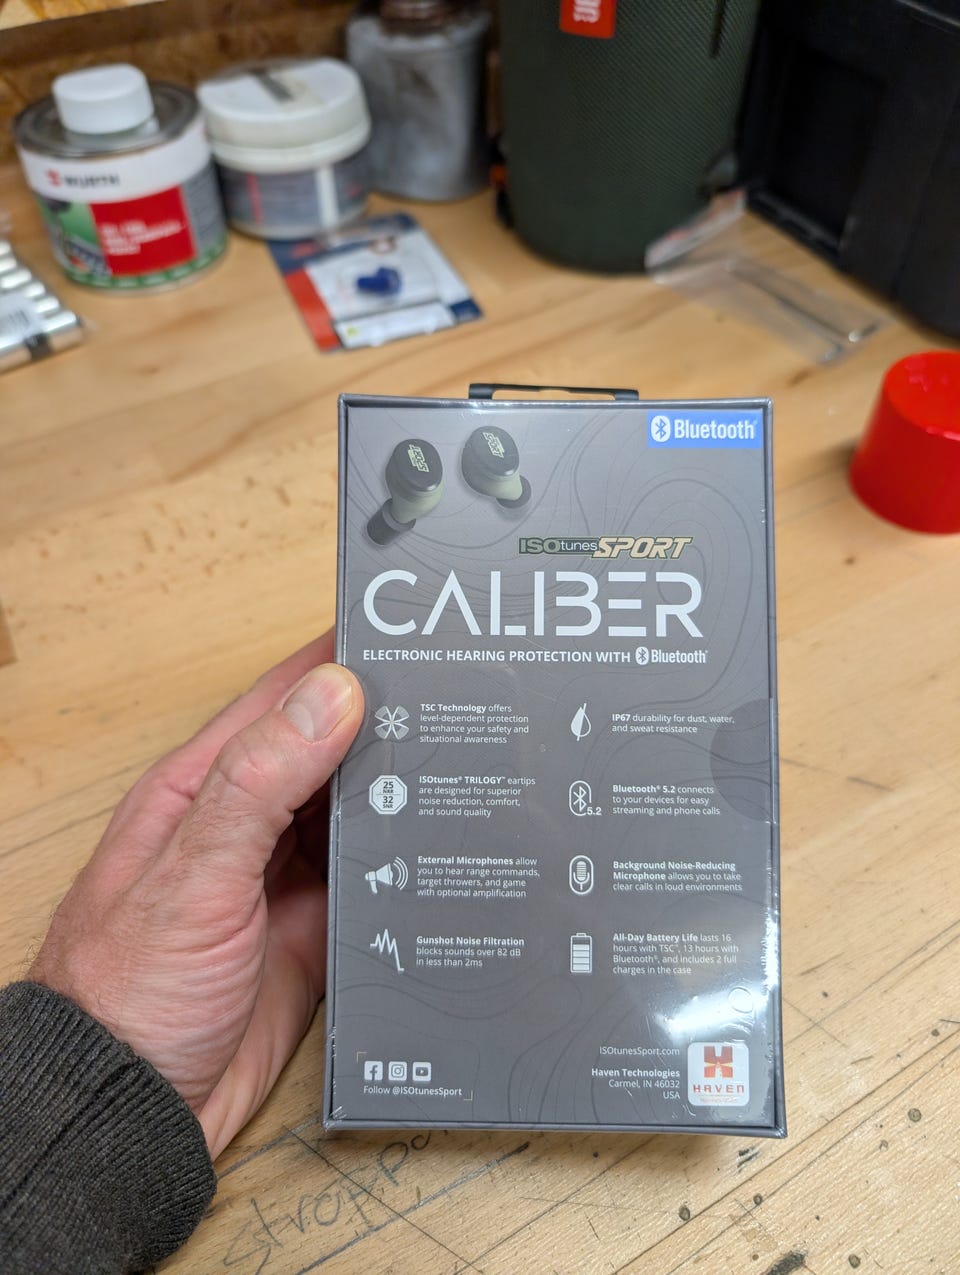 JBL
WÜRTH
Bluetooth®
SPORT
SPORT
ISOtunes SPORT
CALIBER
ELECTRONIC HEARING PROTECTION WITH Bluetooth®
TSC Technology offers
level-dependent protection
to enhance your safety and
situational awareness
IP67 durability for dust, water,
and sweat resistance
25
NRR
32
SNR
ISOtunes® TRILOGY™ eartips
are designed for superior
noise reduction, comfort,
and sound quality
5.2
Bluetooth® 5.2 connects
to your devices for easy
streaming and phone calls
External Microphones allow
you to hear range commands,
target throwers, and game
with optional amplification
Background Noise-Reducing
Microphone allows you to take
clear calls in loud environments
Gunshot Noise Filtration
blocks sounds over 82 dB
in less than 2ms
All-Day Battery Life lasts 16
hours with TSC™, 13 hours with
Bluetooth®, and includes 2 full
charges in the case
Follow @ISOtunesSport
ISOtunesSport.com
Haven Technologies
Carmel, IN 46032
USA
HAVEN